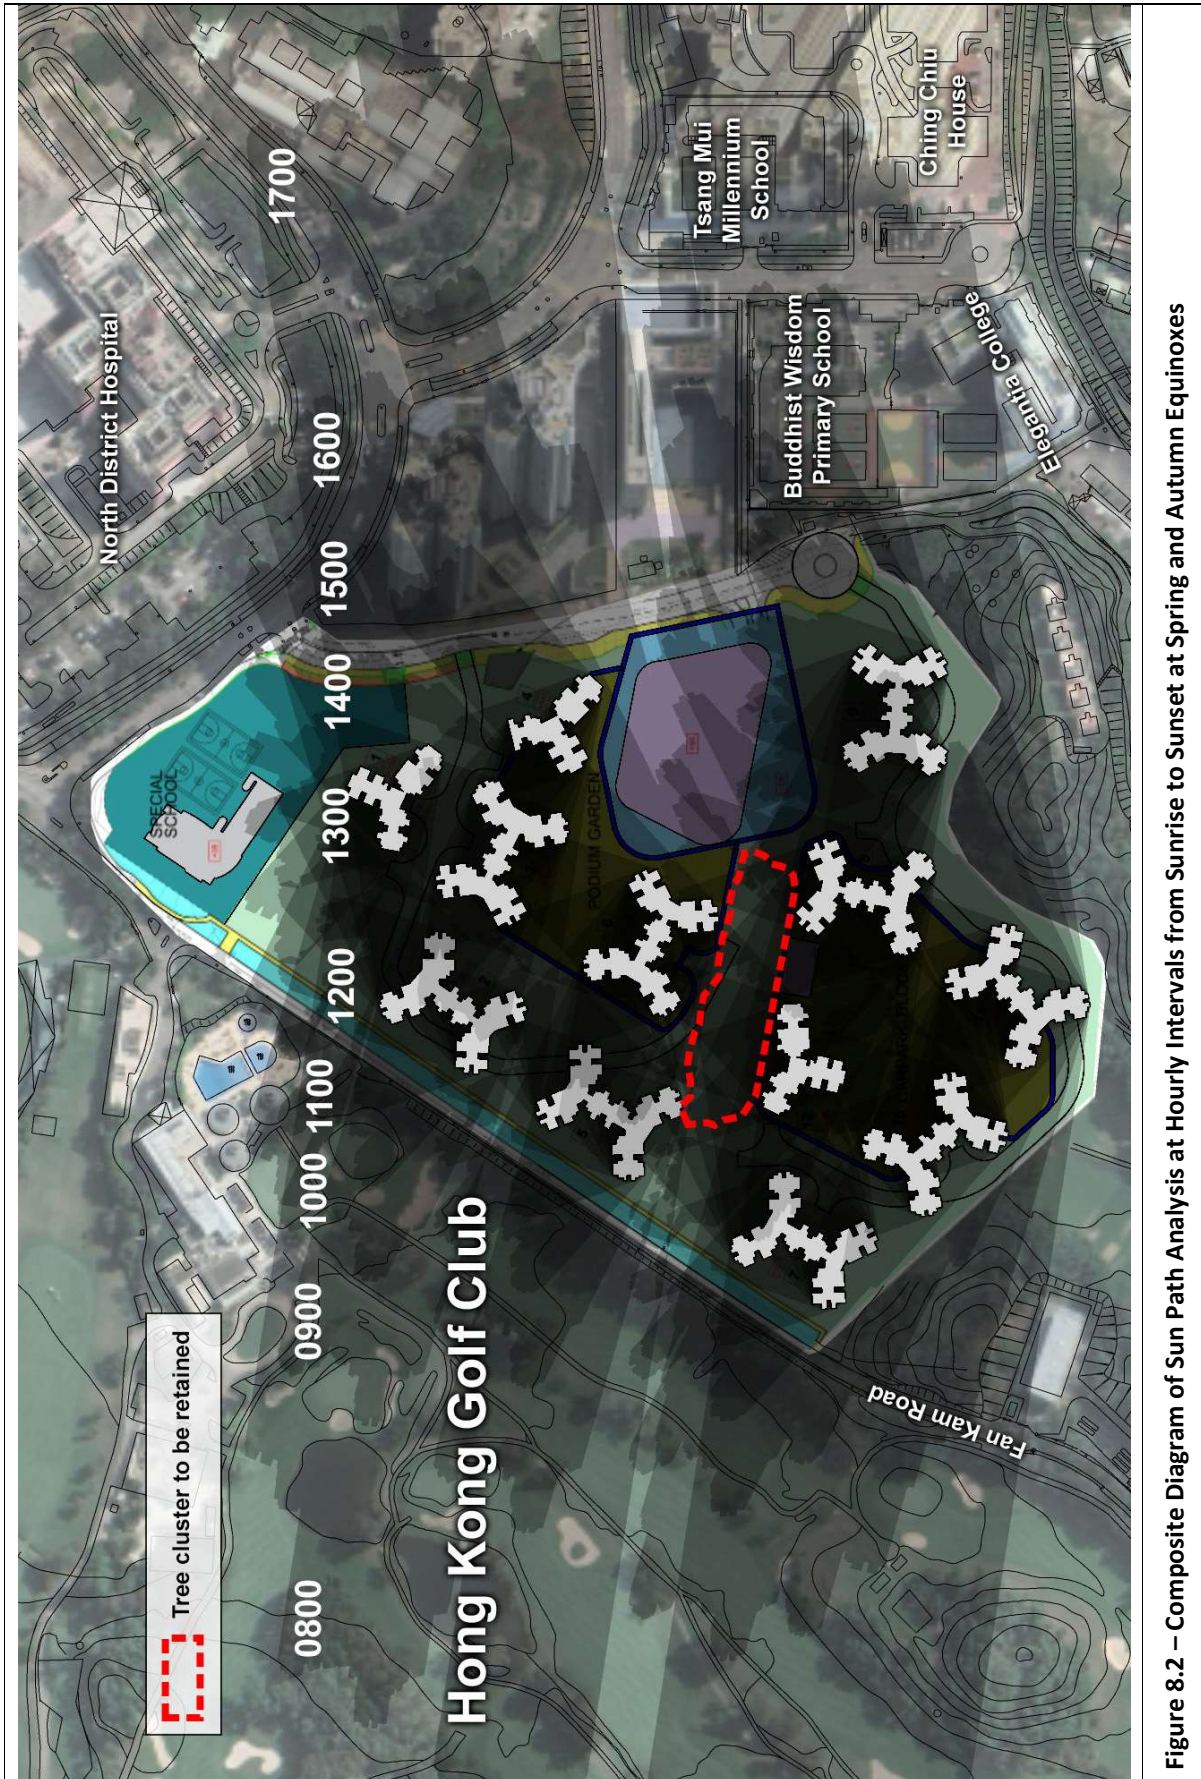 Tree cluster to be retained
North District Hospital
1700
1600
1500
1400
1300
1200
1100
1000
0900
0800
SPECIAL
SCHOOL
Hong Kong Golf Club
PODIUM GARDEN
Tsang Mui
Millennium
School
Ching Chiu
House
Buddhist Wisdom
Primary School
Elegantia College
Fan Kam Road
Figure 8.2 – Composite Diagram of Sun Path Analysis at Hourly Intervals from Sunrise to Sunset at Spring and Autumn Equinoxes